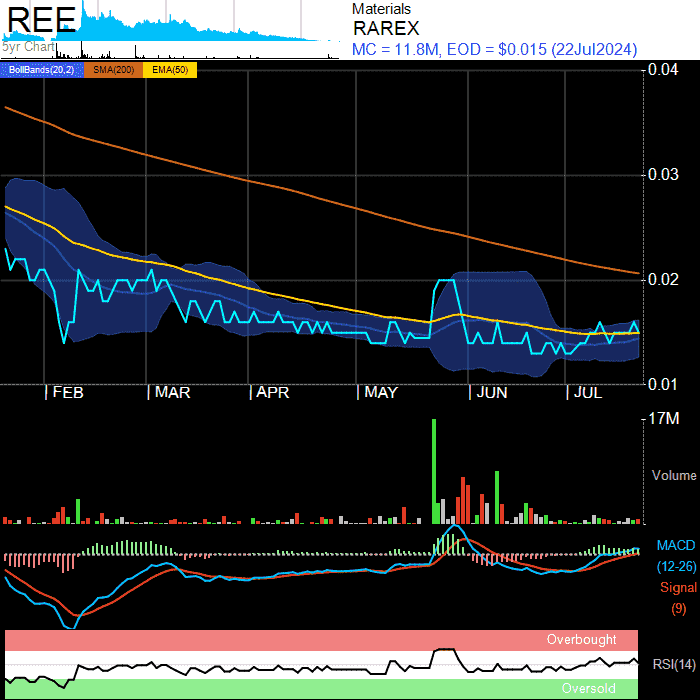 REE
5yr Chart
Materials
RAREX
MC = 11.8M, EOD = $0.015 (22Jul2024)
BollBands(20,2) SMA(200) EMA(50)
0.04
0.03
0.02
0.01
FEB MAR APR MAY JUN JUL
17M
Volume
MACD
(12-26)
Signal
(9)
Overbought
RSI(14)
Oversold